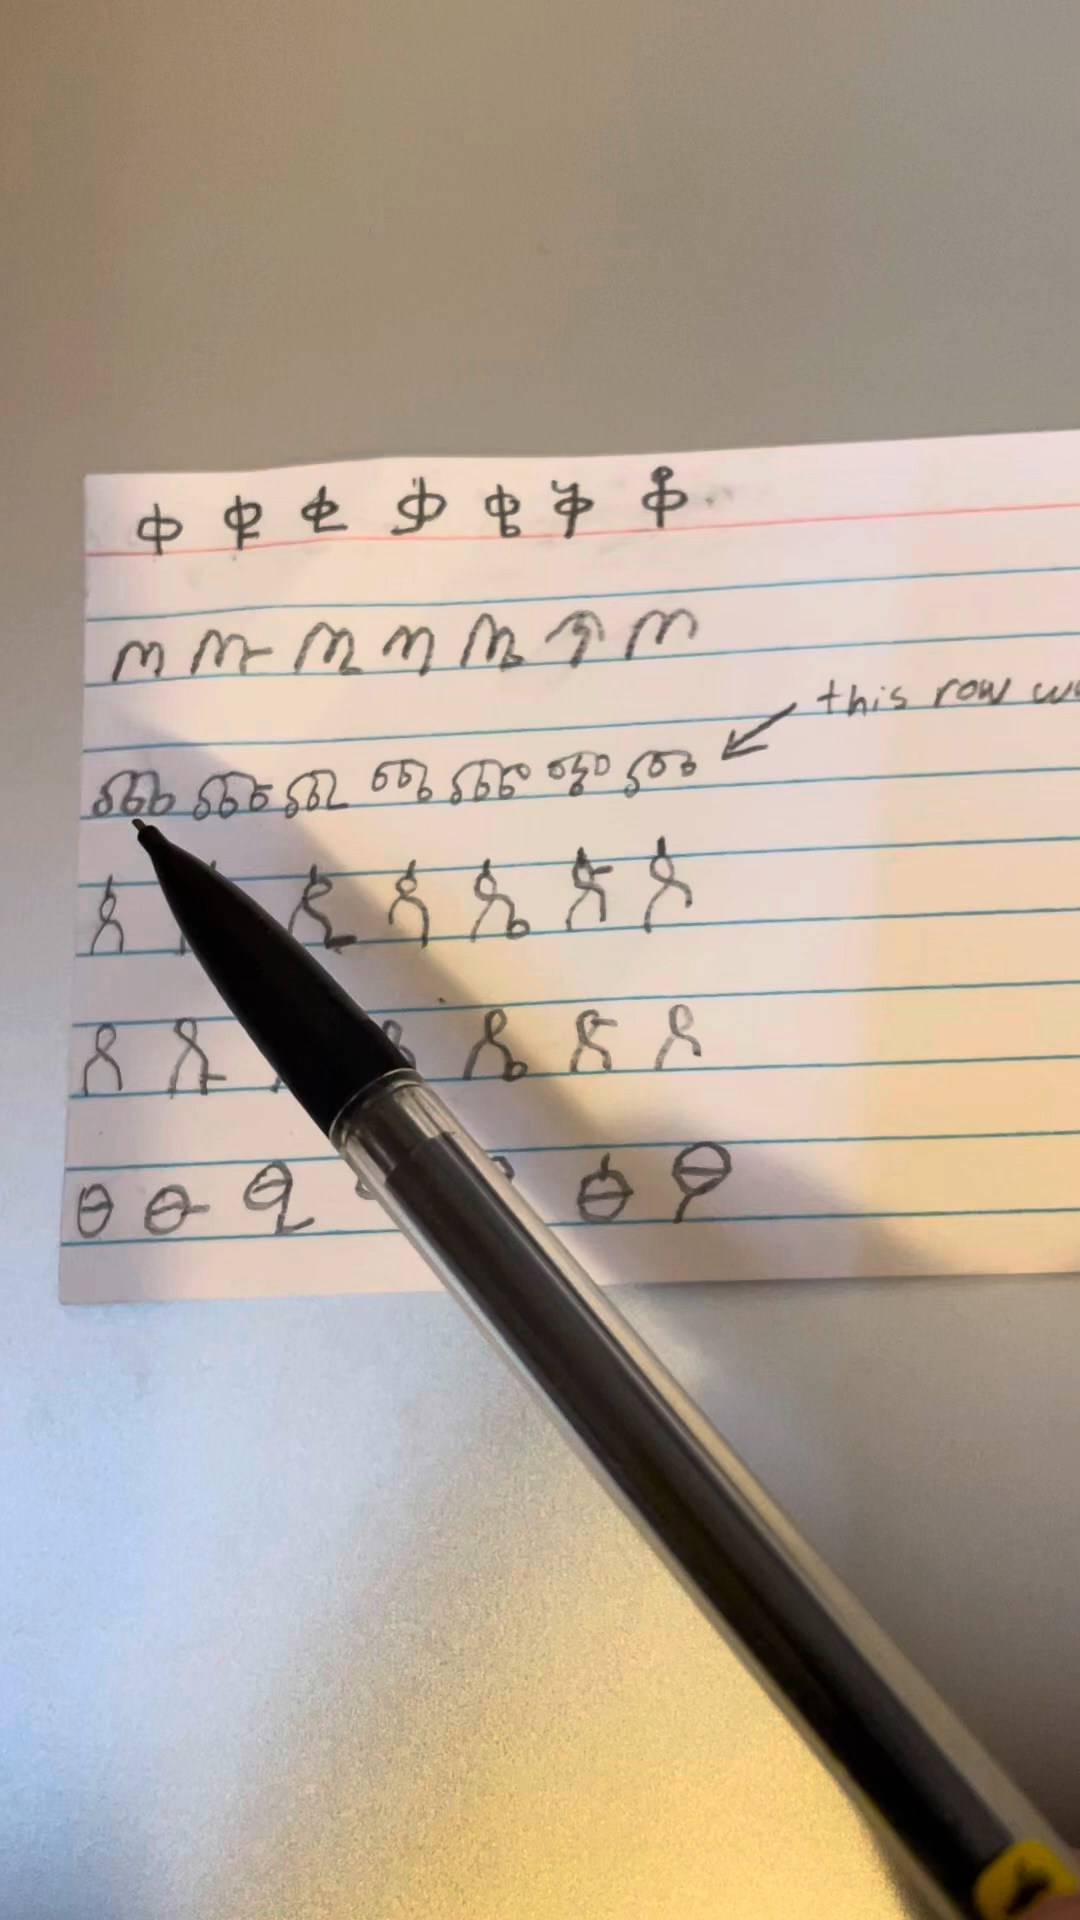 ቀ ቁ ቂ ቃ ቄ ቅ ቆ
ጠ ጡ ጢ ጣ ጤ ጥ ጦ
ጨ ጩ ጪ ጫ ጬ ጭ ጮ this row
ጰ ጲ ጳ ጴ ጵ ጶ
ጸ ጹ ጼ ጽ ጾ
ፀ ፁ ፂ ፅ ፆ